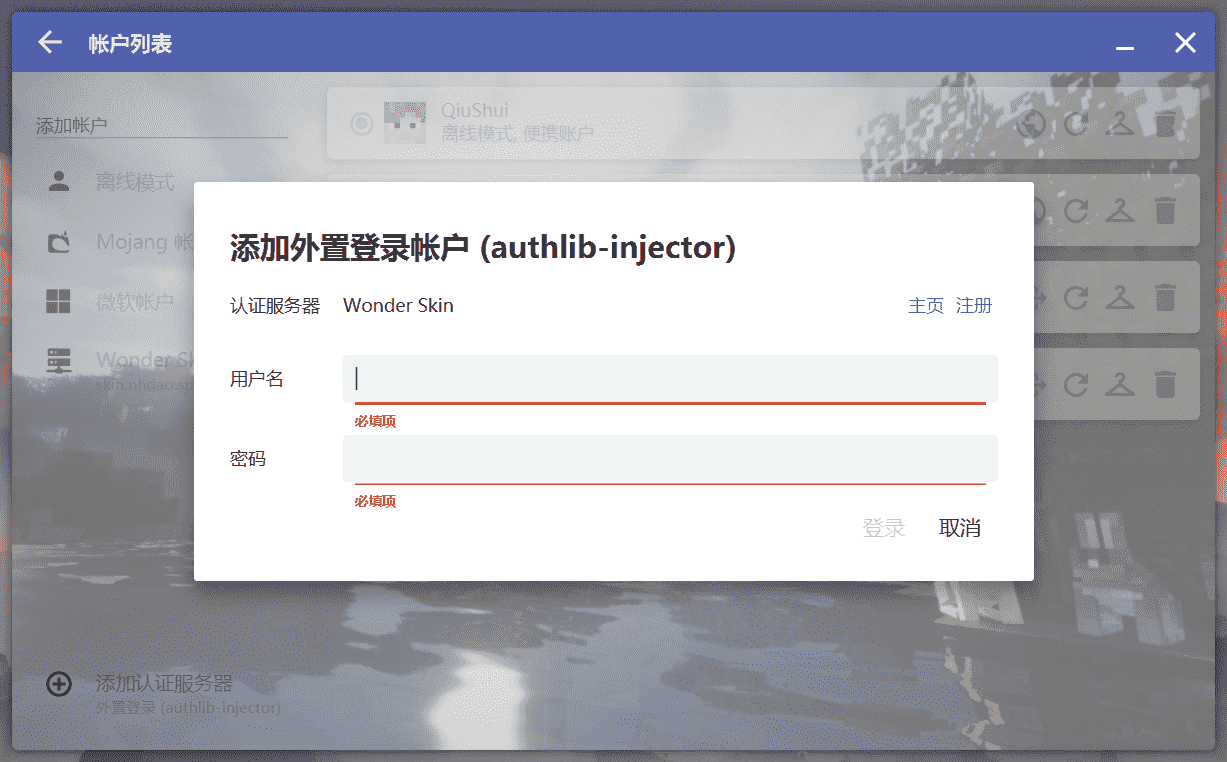 帐户列表
添加帐户
QiuShui
离线模式, 便携账户
离线模式
Mojang 帐
微软帐户
Wonder Sk
skin.nhdao.sp
添加外置登录帐户 (authlib-injector)
认证服务器 Wonder Skin 主页 注册
用户名
必填项
密码
必填项
登录 取消
添加认证服务器
外置登录 (authlib-injector)